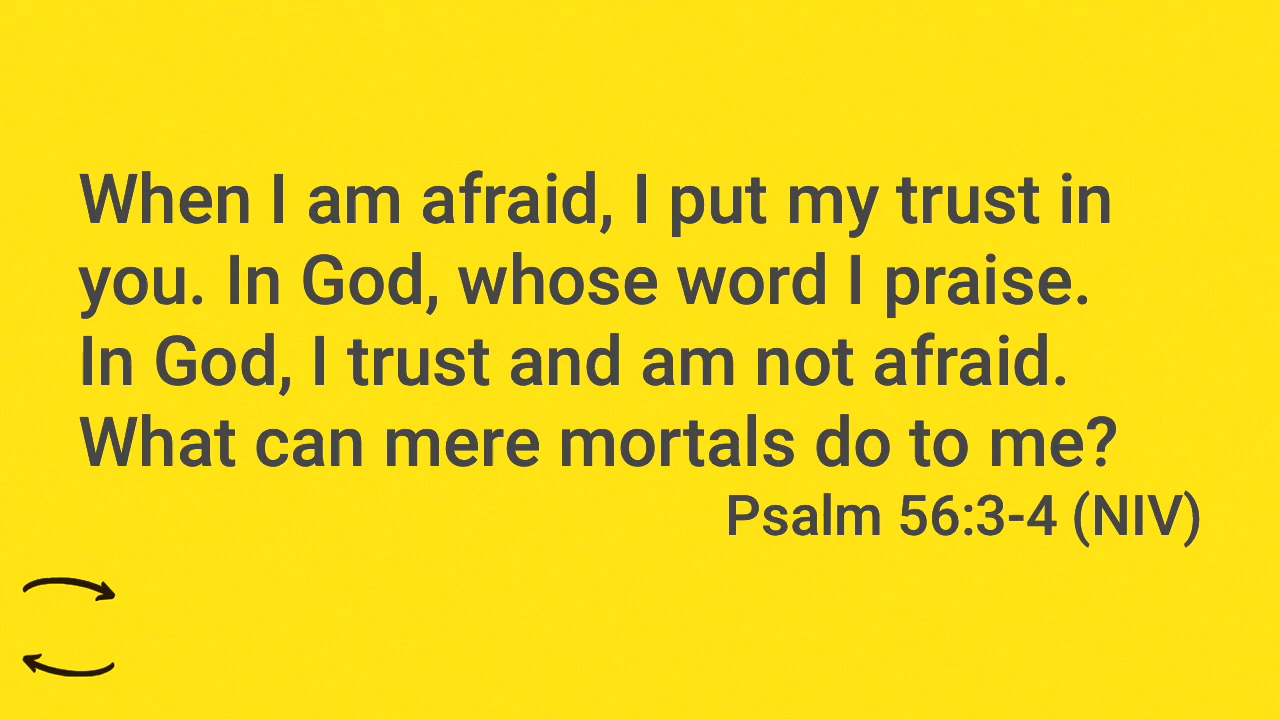 When I am afraid, I put my trust in
you. In God, whose word I praise.
In God, I trust and am not afraid.
What can mere mortals do to me?
Psalm 56:3-4 (NIV)